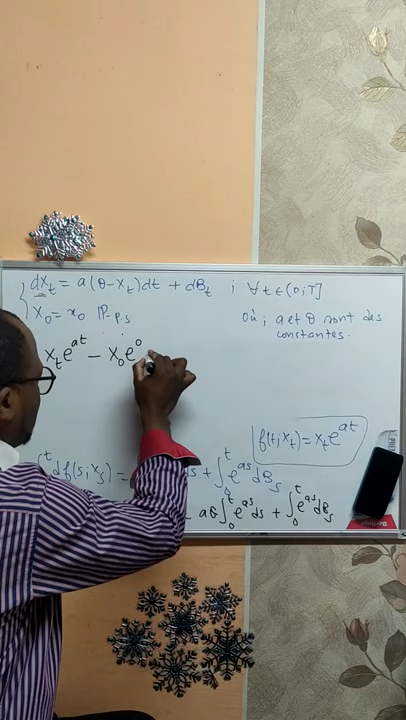 dX_t = a(θ-X_t)dt + dB_t ; ∀t∈(0;T]
X_0 = x_0 P-p.s
où ; a et θ sont des
constantes.
X_t e^{at} - X_0 e^0
f(t;X_t) = X_t e^{at}
∫^t df(s;X_s) = ds + ∫_0^t e^{as} dB_s
aθ∫_0^t e^{as} ds + ∫_0^t e^{as} dB_s